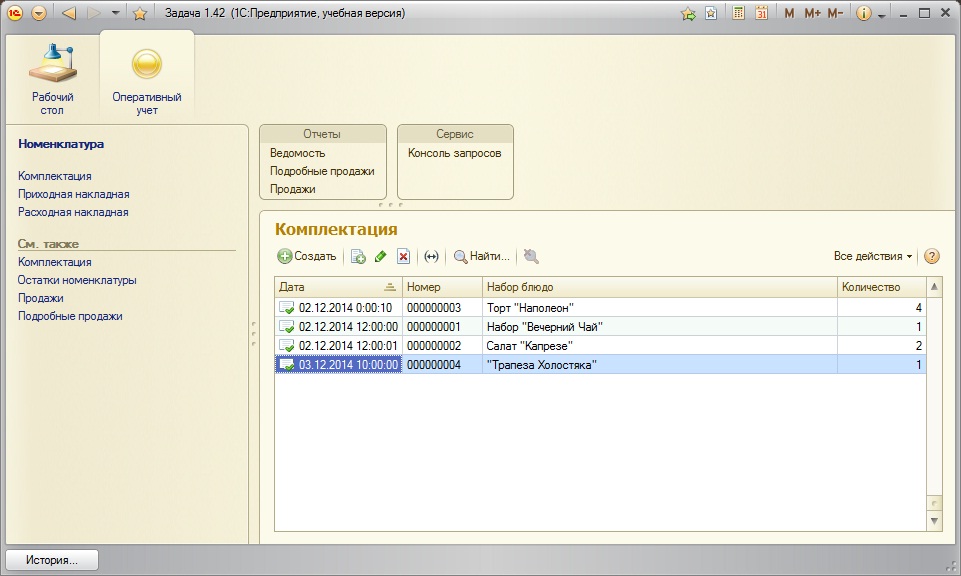 Задача 1.42 (1С:Предприятие, учебная версия)
M M+ M-
31
Рабочий
стол
Оперативный
учет
Номенклатура
Комплектация
Приходная накладная
Расходная накладная
См. также
Комплектация
Остатки номенклатуры
Продажи
Подробные продажи
Отчеты
Ведомость
Подробные продажи
Продажи
Сервис
Консоль запросов
Комплектация
Создать Найти... Все действия ?
Дата Номер Набор блюдо Количество
02.12.2014 0:00:10 000000003 Торт "Наполеон" 4
02.12.2014 12:00:00 000000001 Набор "Вечерний Чай" 1
02.12.2014 12:00:01 000000002 Салат "Капрезе" 2
03.12.2014 10:00:00 000000004 "Трапеза Холостяка" 1
История...